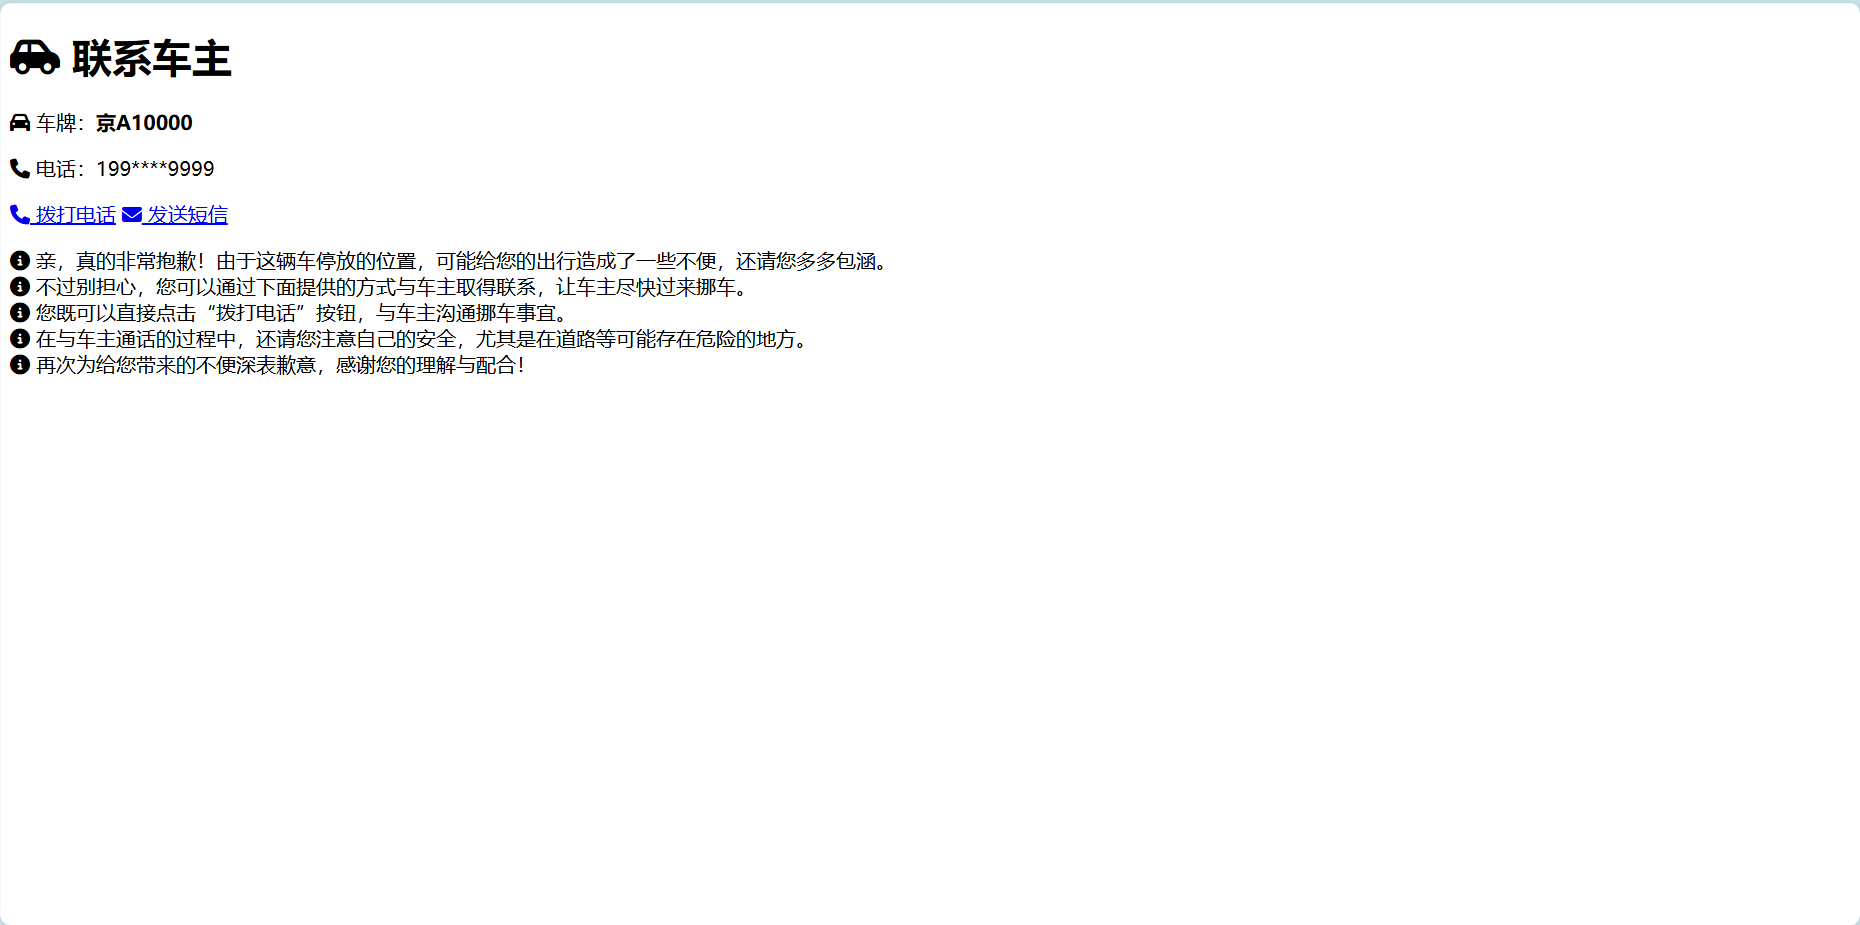 联系车主
车牌：京A10000
电话：199****9999
拨打电话 发送短信
亲，真的非常抱歉！由于这辆车停放的位置，可能给您的出行造成了一些不便，还请您多多包涵。
不过别担心，您可以通过下面提供的方式与车主取得联系，让车主尽快过来挪车。
您既可以直接点击“拨打电话”按钮，与车主沟通挪车事宜。
在与车主通话的过程中，还请您注意自己的安全，尤其是在道路等可能存在危险的地方。
再次为给您带来的不便深表歉意，感谢您的理解与配合！